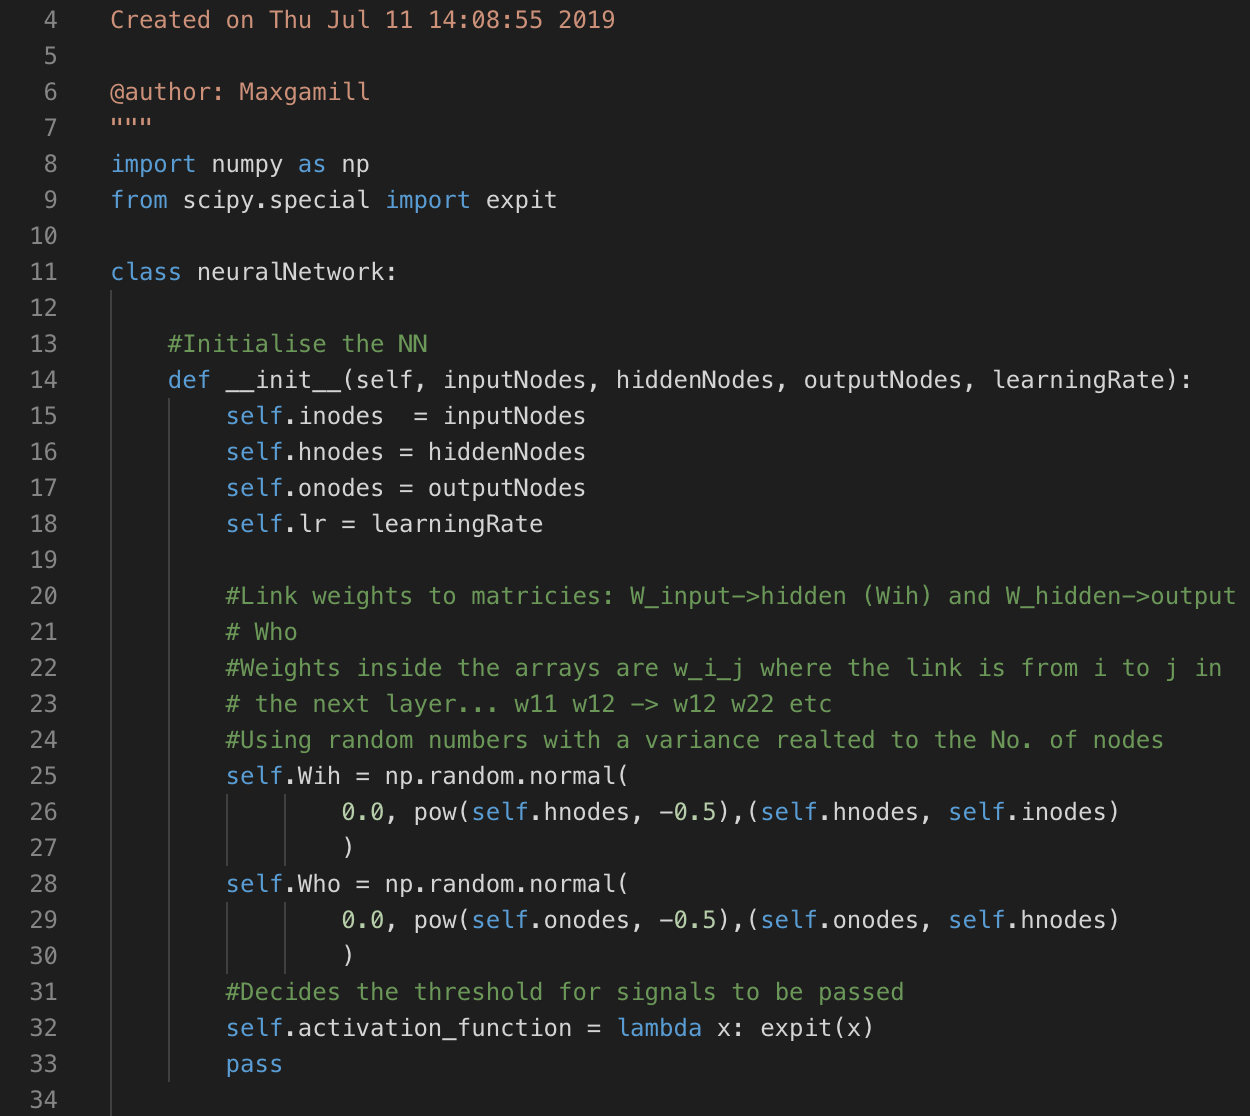 4 Created on Thu Jul 11 14:08:55 2019
5
6 @author: Maxgamill
7 """
8 import numpy as np
9 from scipy.special import expit
10
11 class neuralNetwork:
12
13 #Initialise the NN
14 def __init__(self, inputNodes, hiddenNodes, outputNodes, learningRate):
15 self.inodes  = inputNodes
16 self.hnodes = hiddenNodes
17 self.onodes = outputNodes
18 self.lr = learningRate
19
20 #Link weights to matricies: W_input->hidden (Wih) and W_hidden->output
21 # Who
22 #Weights inside the arrays are w_i_j where the link is from i to j in
23 # the next layer... w11 w12 -> w12 w22 etc
24 #Using random numbers with a variance realted to the No. of nodes
25 self.Wih = np.random.normal(
26 0.0, pow(self.hnodes, -0.5),(self.hnodes, self.inodes)
27 )
28 self.Who = np.random.normal(
29 0.0, pow(self.onodes, -0.5),(self.onodes, self.hnodes)
30 )
31 #Decides the threshold for signals to be passed
32 self.activation_function = lambda x: expit(x)
33 pass
34